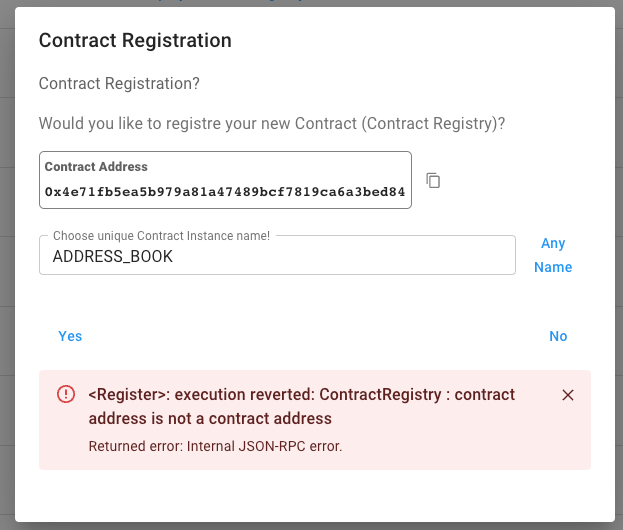 Contract Registration
Contract Registration?
Would you like to registre your new Contract (Contract Registry)?
Contract Address
0x4e71fb5ea5b979a81a47489bcf7819ca6a3bed84
Choose unique Contract Instance name!
ADDRESS_BOOK
Any
Name
Yes
No
<Register>: execution reverted: ContractRegistry : contract
address is not a contract address
Returned error: Internal JSON-RPC error.